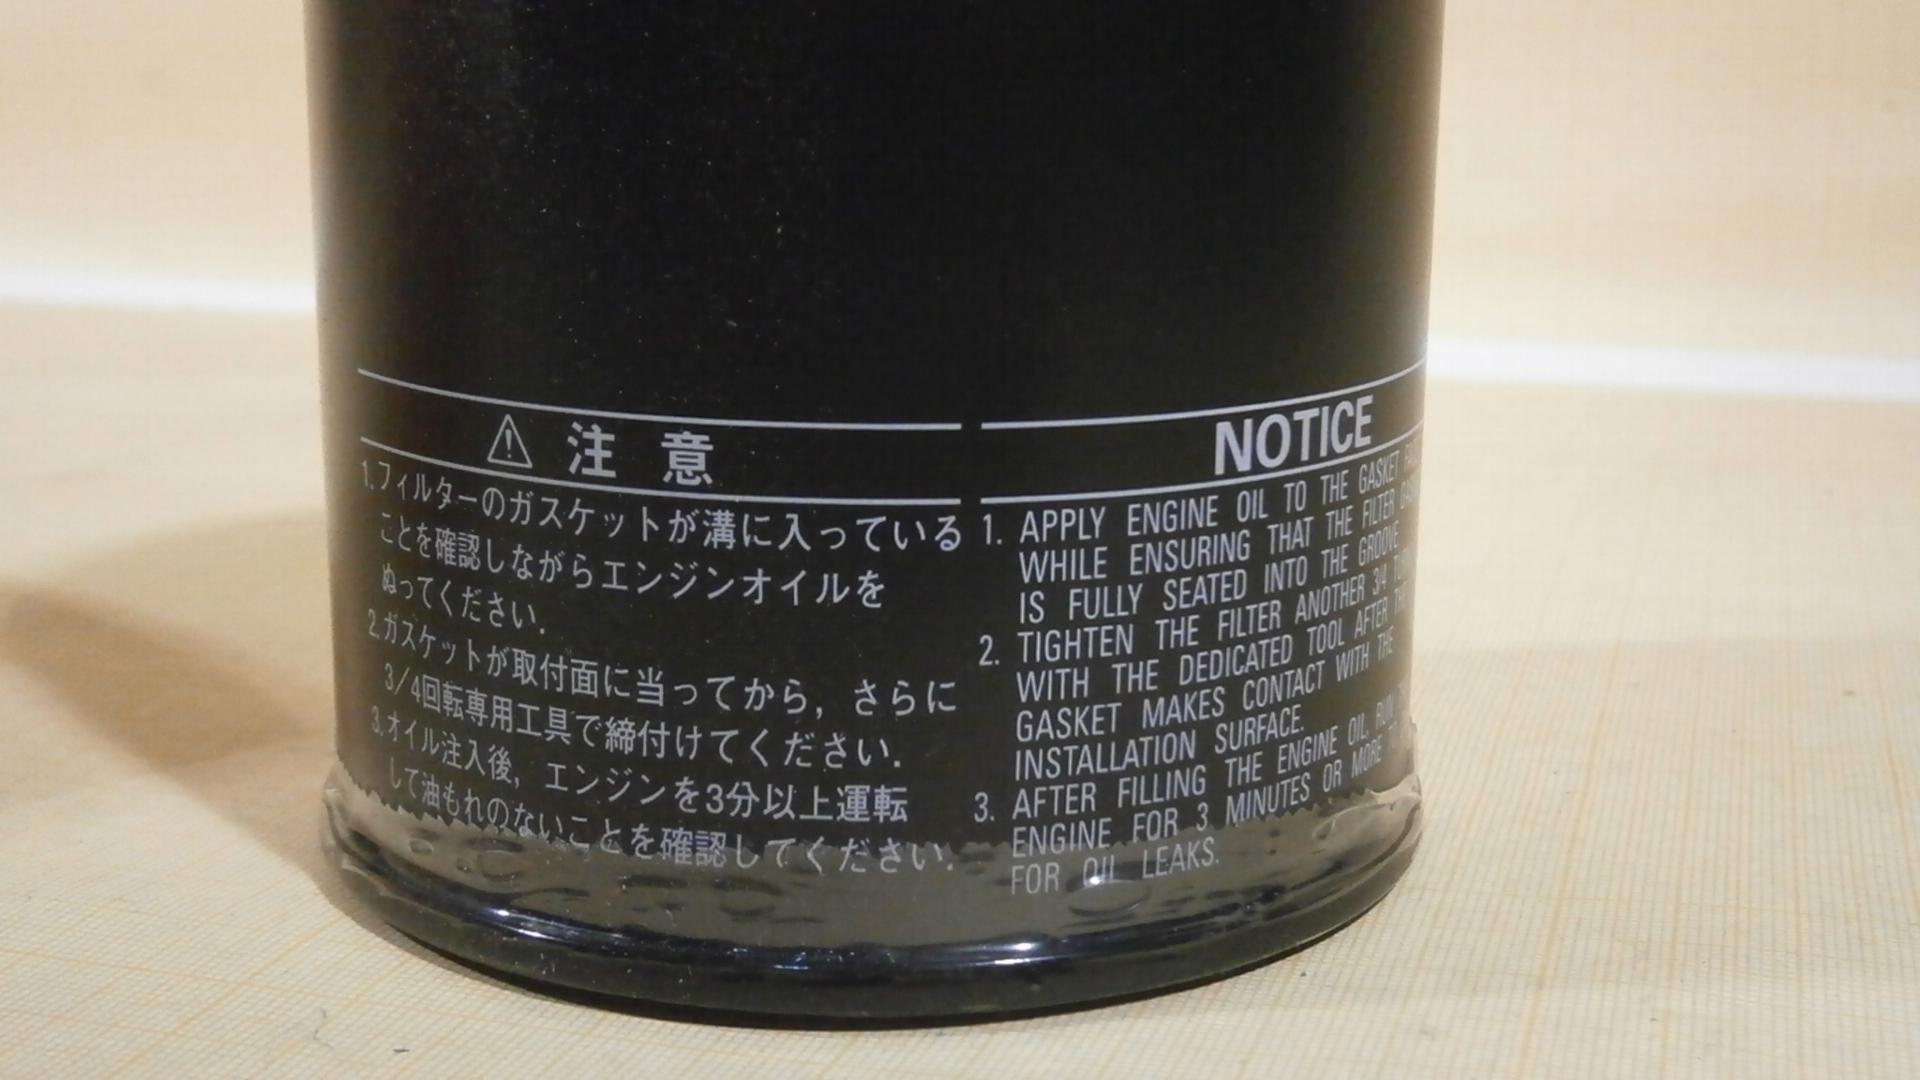 注意
1.フィルターのガスケットが溝に入っている
ことを確認しながらエンジンオイルを
ぬってください.
2.ガスケットが取付面に当ってから, さらに
3/4回転専用工具で締付けてください.
3.オイル注入後, エンジンを3分以上運転
して油もれのないことを確認してください.
NOTICE
1. APPLY ENGINE OIL TO THE GASKET
WHILE ENSURING THAT THE FILTER
IS FULLY SEATED INTO THE GROOVE
2. TIGHTEN THE FILTER ANOTHER 3/4
WITH THE DEDICATED TOOL AFTER
GASKET MAKES CONTACT WITH THE
INSTALLATION SURFACE.
3. AFTER FILLING THE ENGINE OIL, RUN
ENGINE FOR 3 MINUTES OR MORE
FOR OIL LEAKS.